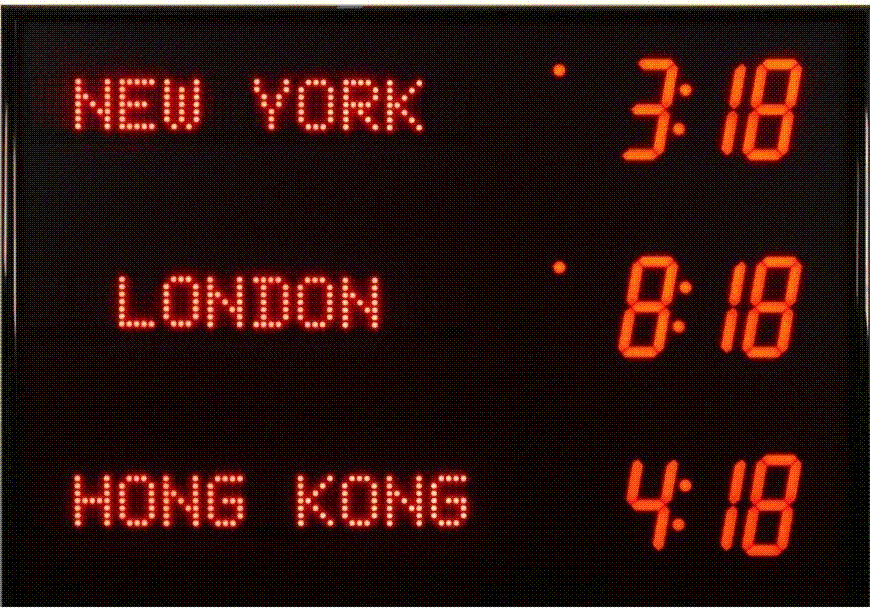 NEW YORK 3:18
LONDON 8:18
HONG KONG 4:18